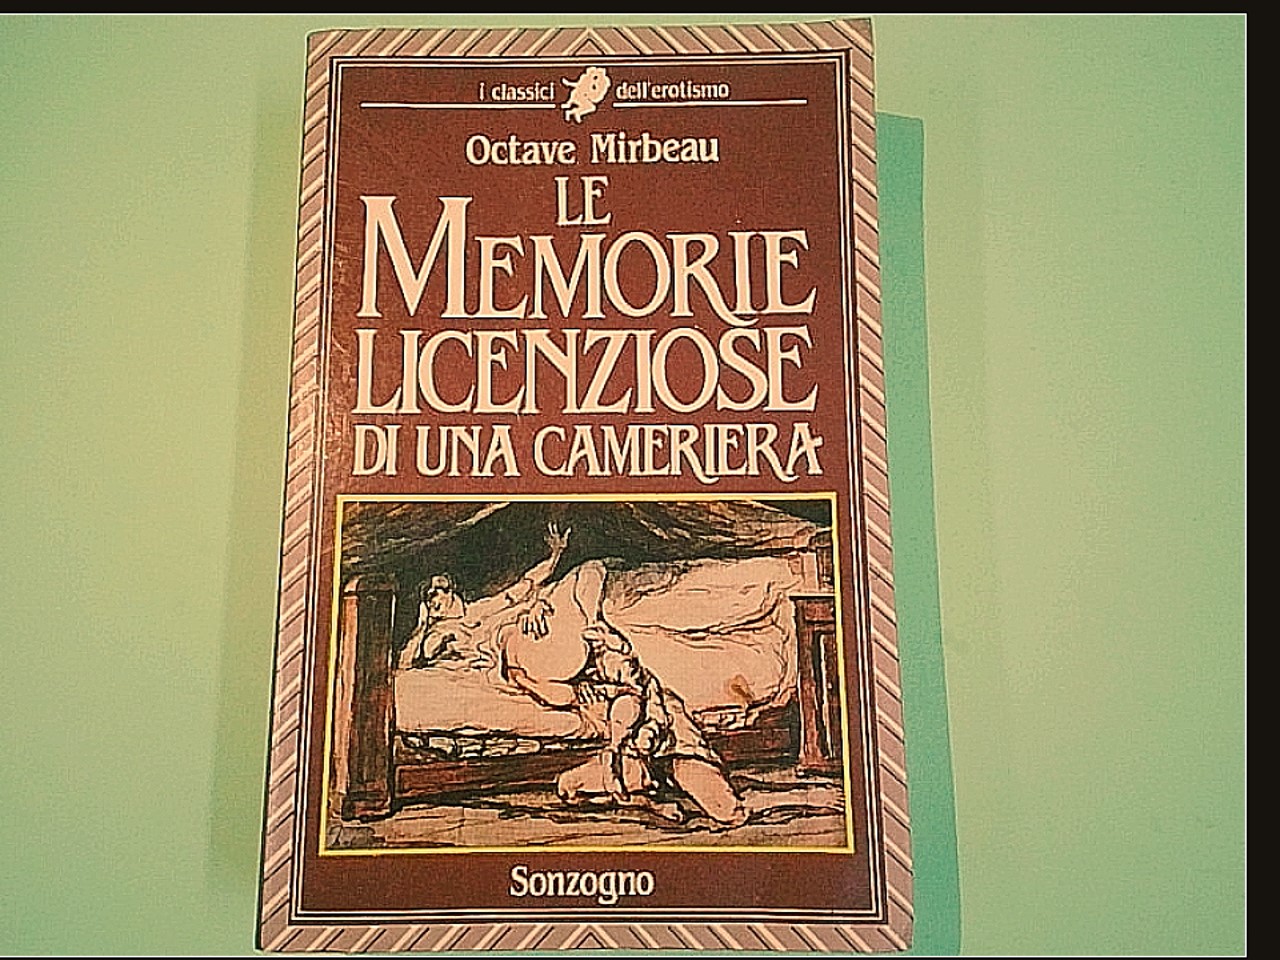 i classici dell'erotismo
Octave Mirbeau
LE
MEMORIE
LICENZIOSE
DI UNA CAMERIERA
Sonzogno